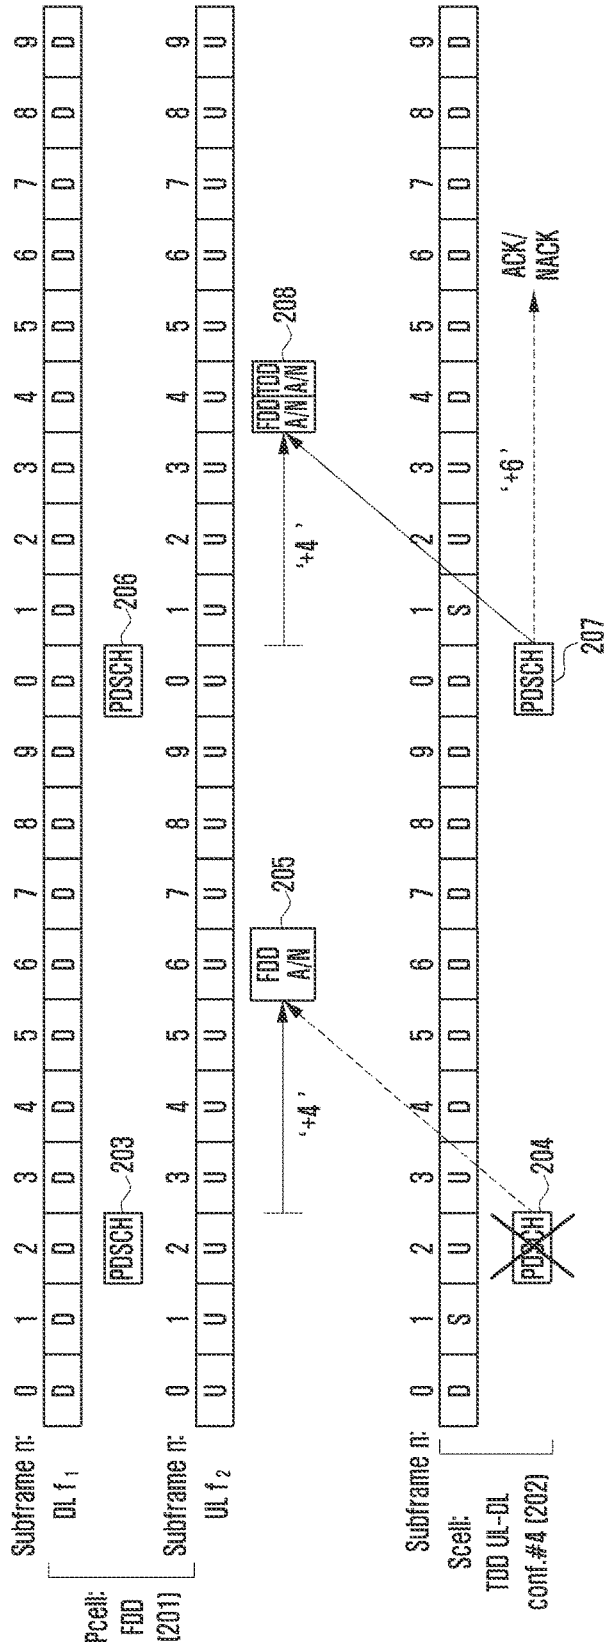 Subframe n: 0 1 2 3 4 5 6 7 8 9 0 1 2 3 4 5 6 7 8 9
DL f1 D D D D D D D D D D D D D D D D D D D D
PDSCH 203
PDSCH 206
Pcell:
FDD
(201)
Subframe n: 0 1 2 3 4 5 6 7 8 9 0 1 2 3 4 5 6 7 8 9
UL f2 U U U U U U U U U U U U U U U U U U U U
'+4'
FDD
A/N
205
'+4'
FDD TDD
A/N A/N
208
Subframe n: 0 1 2 3 4 5 6 7 8 9 0 1 2 3 4 5 6 7 8 9
Scell: D S U U D D D D D D D S U U D D D D D D
TDD UL-DL
conf.#4 (202)
PDSCH 204
PDSCH
207
'+6'
ACK/
NACK